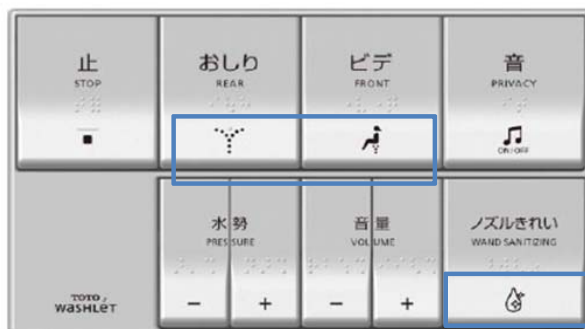 止
STOP
おしり
REAR
ビデ
FRONT
音
PRIVACY
ON/OFF
水勢
PRESSURE
− +
音量
VOLUME
− +
ノズルきれい
WAND SANITIZING
TOTO
WASHLET